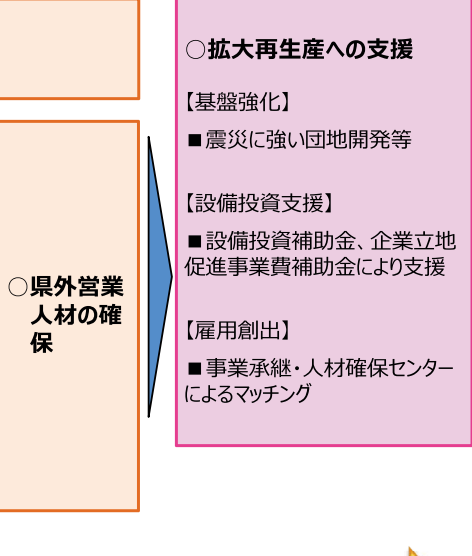 ○県外営業
人材の確
保
○拡大再生産への支援
【基盤強化】
■震災に強い団地開発等
【設備投資支援】
■設備投資補助金、企業立地
促進事業費補助金により支援
【雇用創出】
■事業承継・人材確保センター
によるマッチング